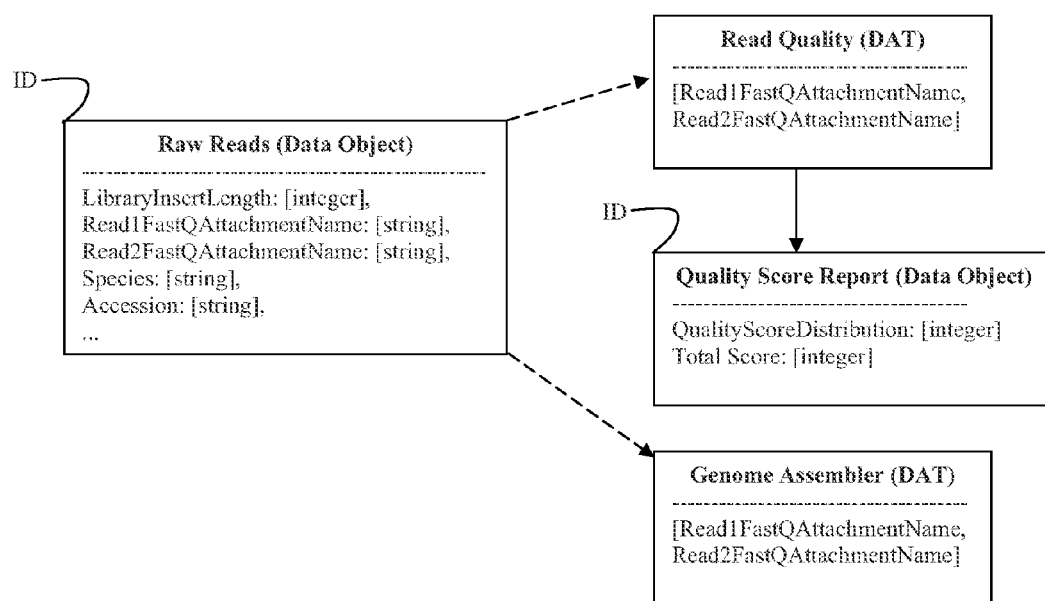 ID
Raw Reads (Data Object)
LibraryInsertLength: [integer],
Read1FastQAttachmentName: [string],
Read2FastQAttachmentName: [string],
Species: [string],
Accession: [string],
...
Read Quality (DAT)
[Read1FastQAttachmentName,
Read2FastQAttachmentName]
ID
Quality Score Report (Data Object)
QualityScoreDistribution: [integer]
Total Score: [integer]
Genome Assembler (DAT)
[Read1FastQAttachmentName,
Read2FastQAttachmentName]